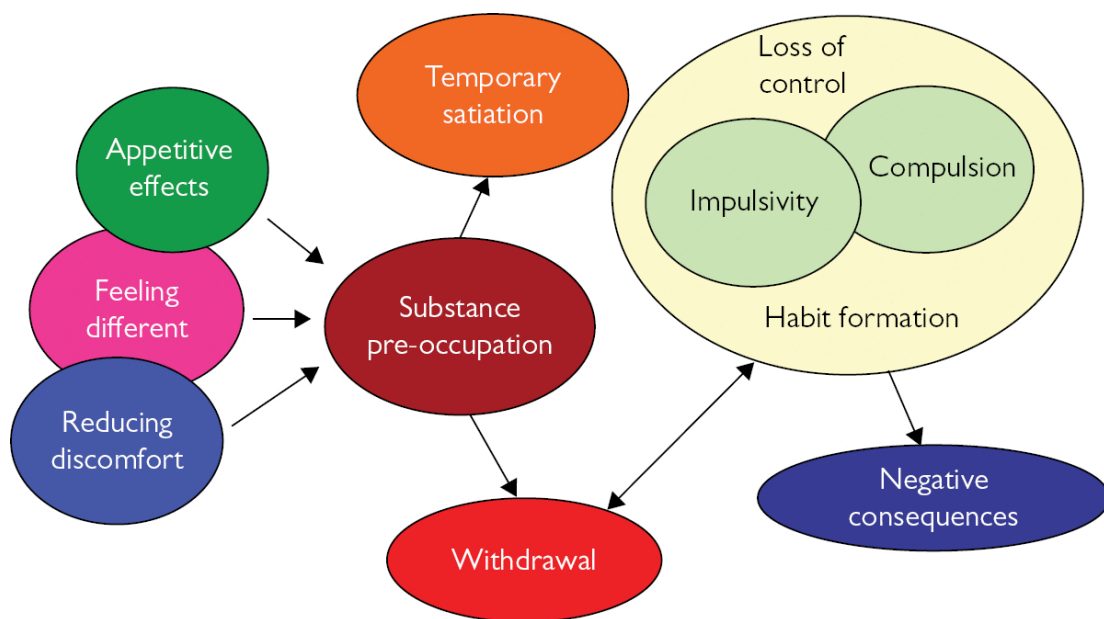 Appetitive
effects
Feeling
different
Reducing
discomfort
Temporary
satiation
Substance
pre-occupation
Withdrawal
Loss of
control
Impulsivity
Compulsion
Habit formation
Negative
consequences